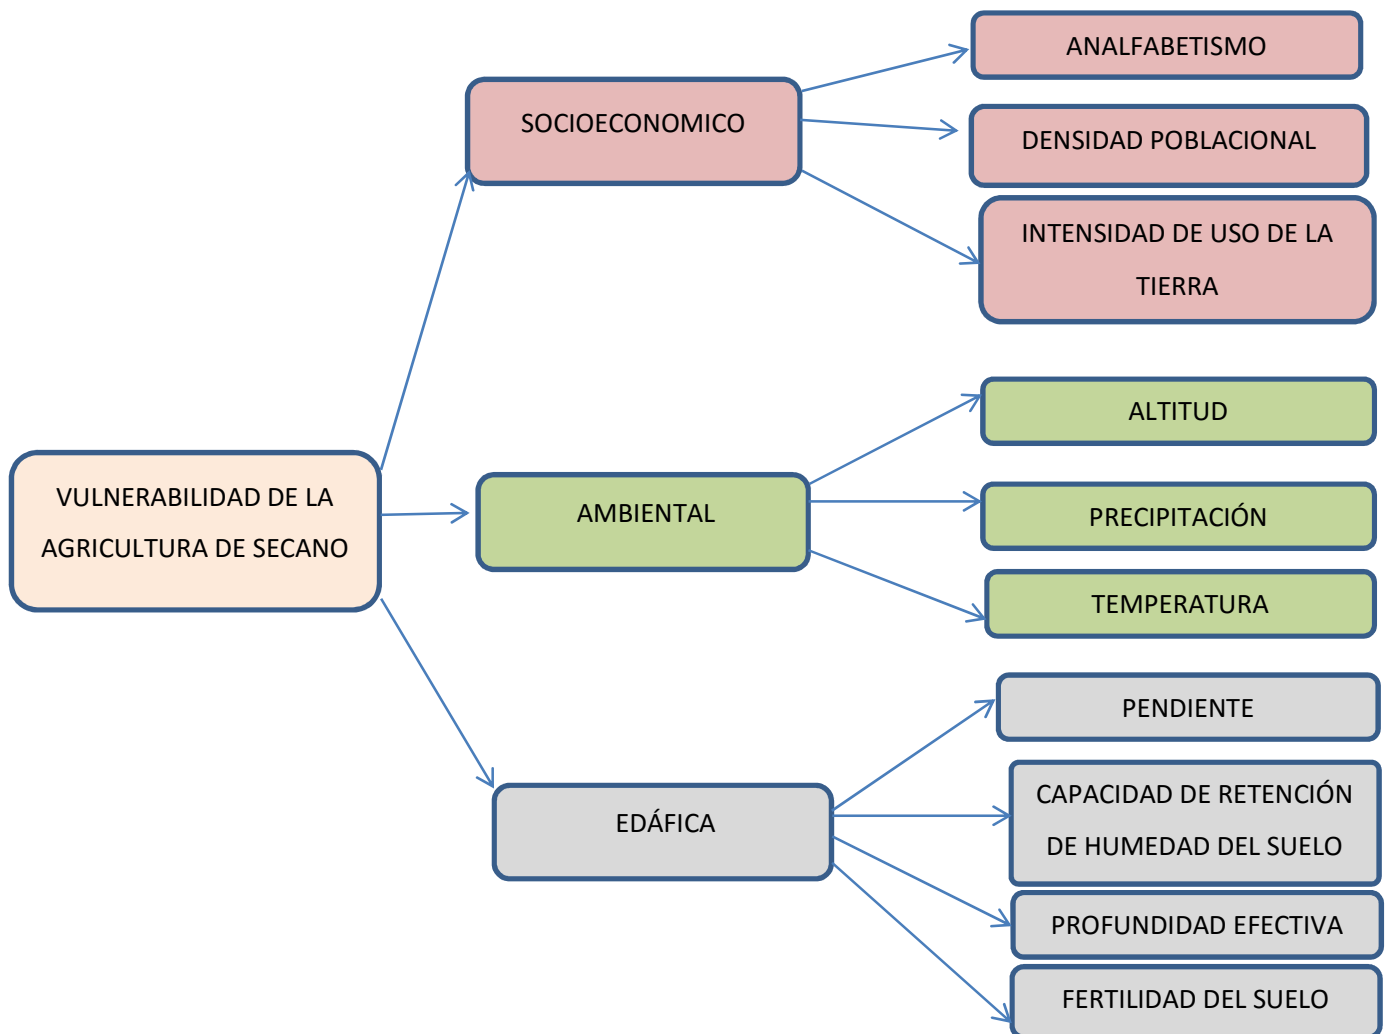 ANALFABETISMO
SOCIOECONOMICO
DENSIDAD POBLACIONAL
INTENSIDAD DE USO DE LA
TIERRA
ALTITUD
VULNERABILIDAD DE LA
AGRICULTURA DE SECANO
AMBIENTAL
PRECIPITACIÓN
TEMPERATURA
PENDIENTE
EDÁFICA
CAPACIDAD DE RETENCIÓN
DE HUMEDAD DEL SUELO
PROFUNDIDAD EFECTIVA
FERTILIDAD DEL SUELO